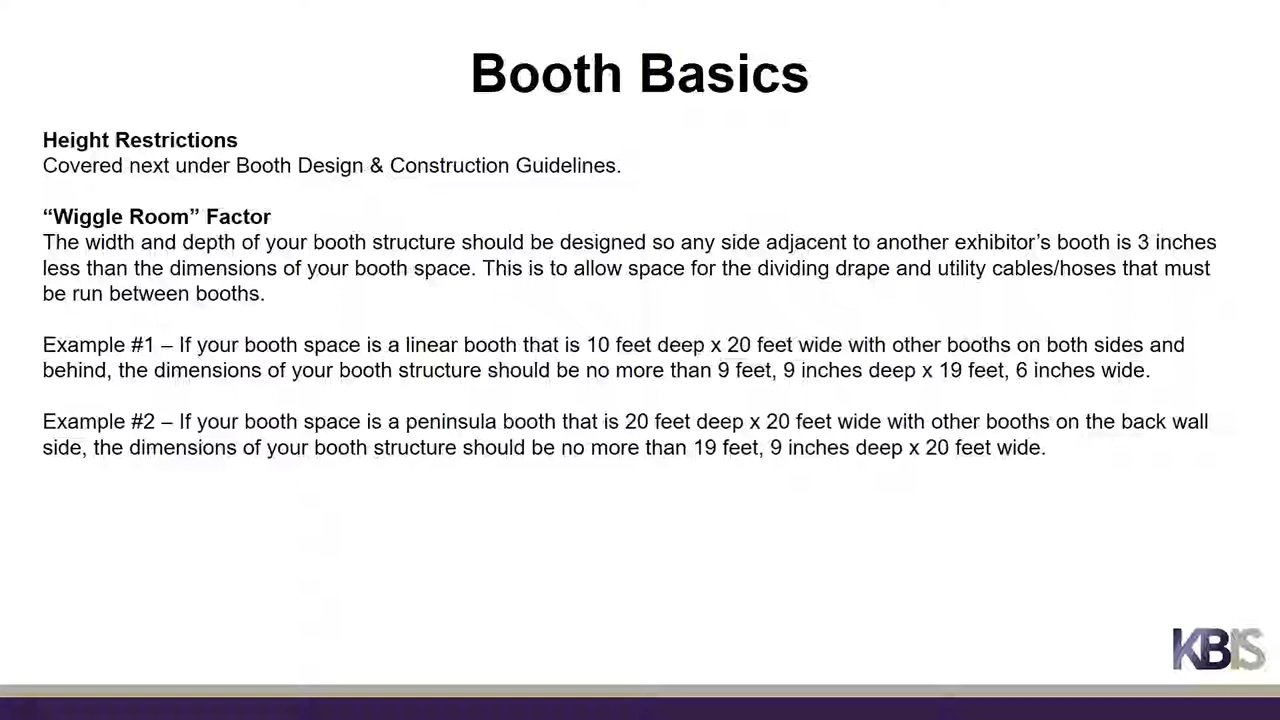 Booth Basics
Height Restrictions
Covered next under Booth Design & Construction Guidelines.
“Wiggle Room” Factor
The width and depth of your booth structure should be designed so any side adjacent to another exhibitor’s booth is 3 inches
less than the dimensions of your booth space. This is to allow space for the dividing drape and utility cables/hoses that must
be run between booths.
Example #1 – If your booth space is a linear booth that is 10 feet deep x 20 feet wide with other booths on both sides and
behind, the dimensions of your booth structure should be no more than 9 feet, 9 inches deep x 19 feet, 6 inches wide.
Example #2 – If your booth space is a peninsula booth that is 20 feet deep x 20 feet wide with other booths on the back wall
side, the dimensions of your booth structure should be no more than 19 feet, 9 inches deep x 20 feet wide.
KBIS